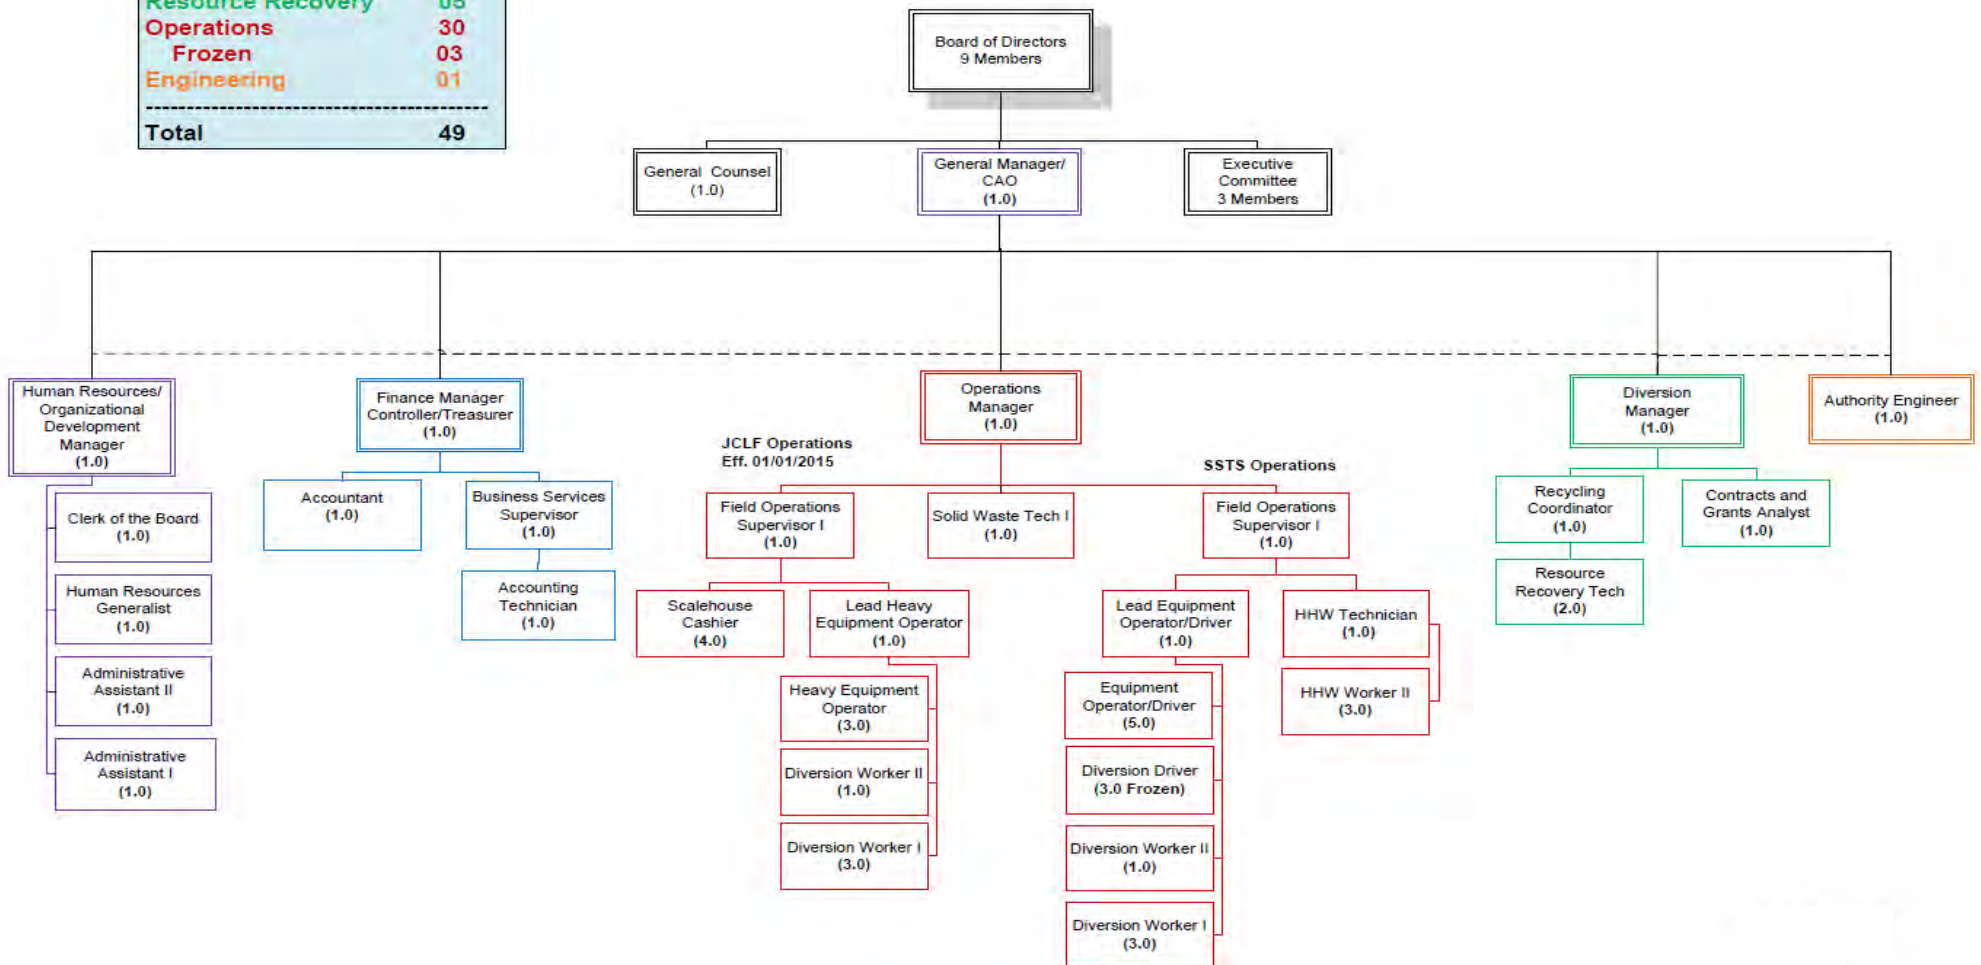 Resource Recovery 05
Operations 30
Frozen 03
Engineering 01
----------------------------------------
Total 49
Board of Directors
9 Members
General Counsel
(1.0)
General Manager/
CAO
(1.0)
Executive
Committee
3 Members
Human Resources/
Organizational
Development
Manager
(1.0)
Finance Manager
Controller/Treasurer
(1.0)
Operations
Manager
(1.0)
Diversion
Manager
(1.0)
Authority Engineer
(1.0)
JCLF Operations
Eff. 01/01/2015
SSTS Operations
Clerk of the Board
(1.0)
Human Resources
Generalist
(1.0)
Administrative
Assistant II
(1.0)
Administrative
Assistant I
(1.0)
Accountant
(1.0)
Business Services
Supervisor
(1.0)
Accounting
Technician
(1.0)
Field Operations
Supervisor I
(1.0)
Solid Waste Tech I
(1.0)
Field Operations
Supervisor I
(1.0)
Scalehouse
Cashier
(4.0)
Lead Heavy
Equipment Operator
(1.0)
Heavy Equipment
Operator
(3.0)
Diversion Worker II
(1.0)
Diversion Worker I
(3.0)
Lead Equipment
Operator/Driver
(1.0)
HHW Technician
(1.0)
Equipment
Operator/Driver
(5.0)
HHW Worker II
(3.0)
Diversion Driver
(3.0 Frozen)
Diversion Worker II
(1.0)
Diversion Worker I
(3.0)
Recycling
Coordinator
(1.0)
Contracts and
Grants Analyst
(1.0)
Resource
Recovery Tech
(2.0)